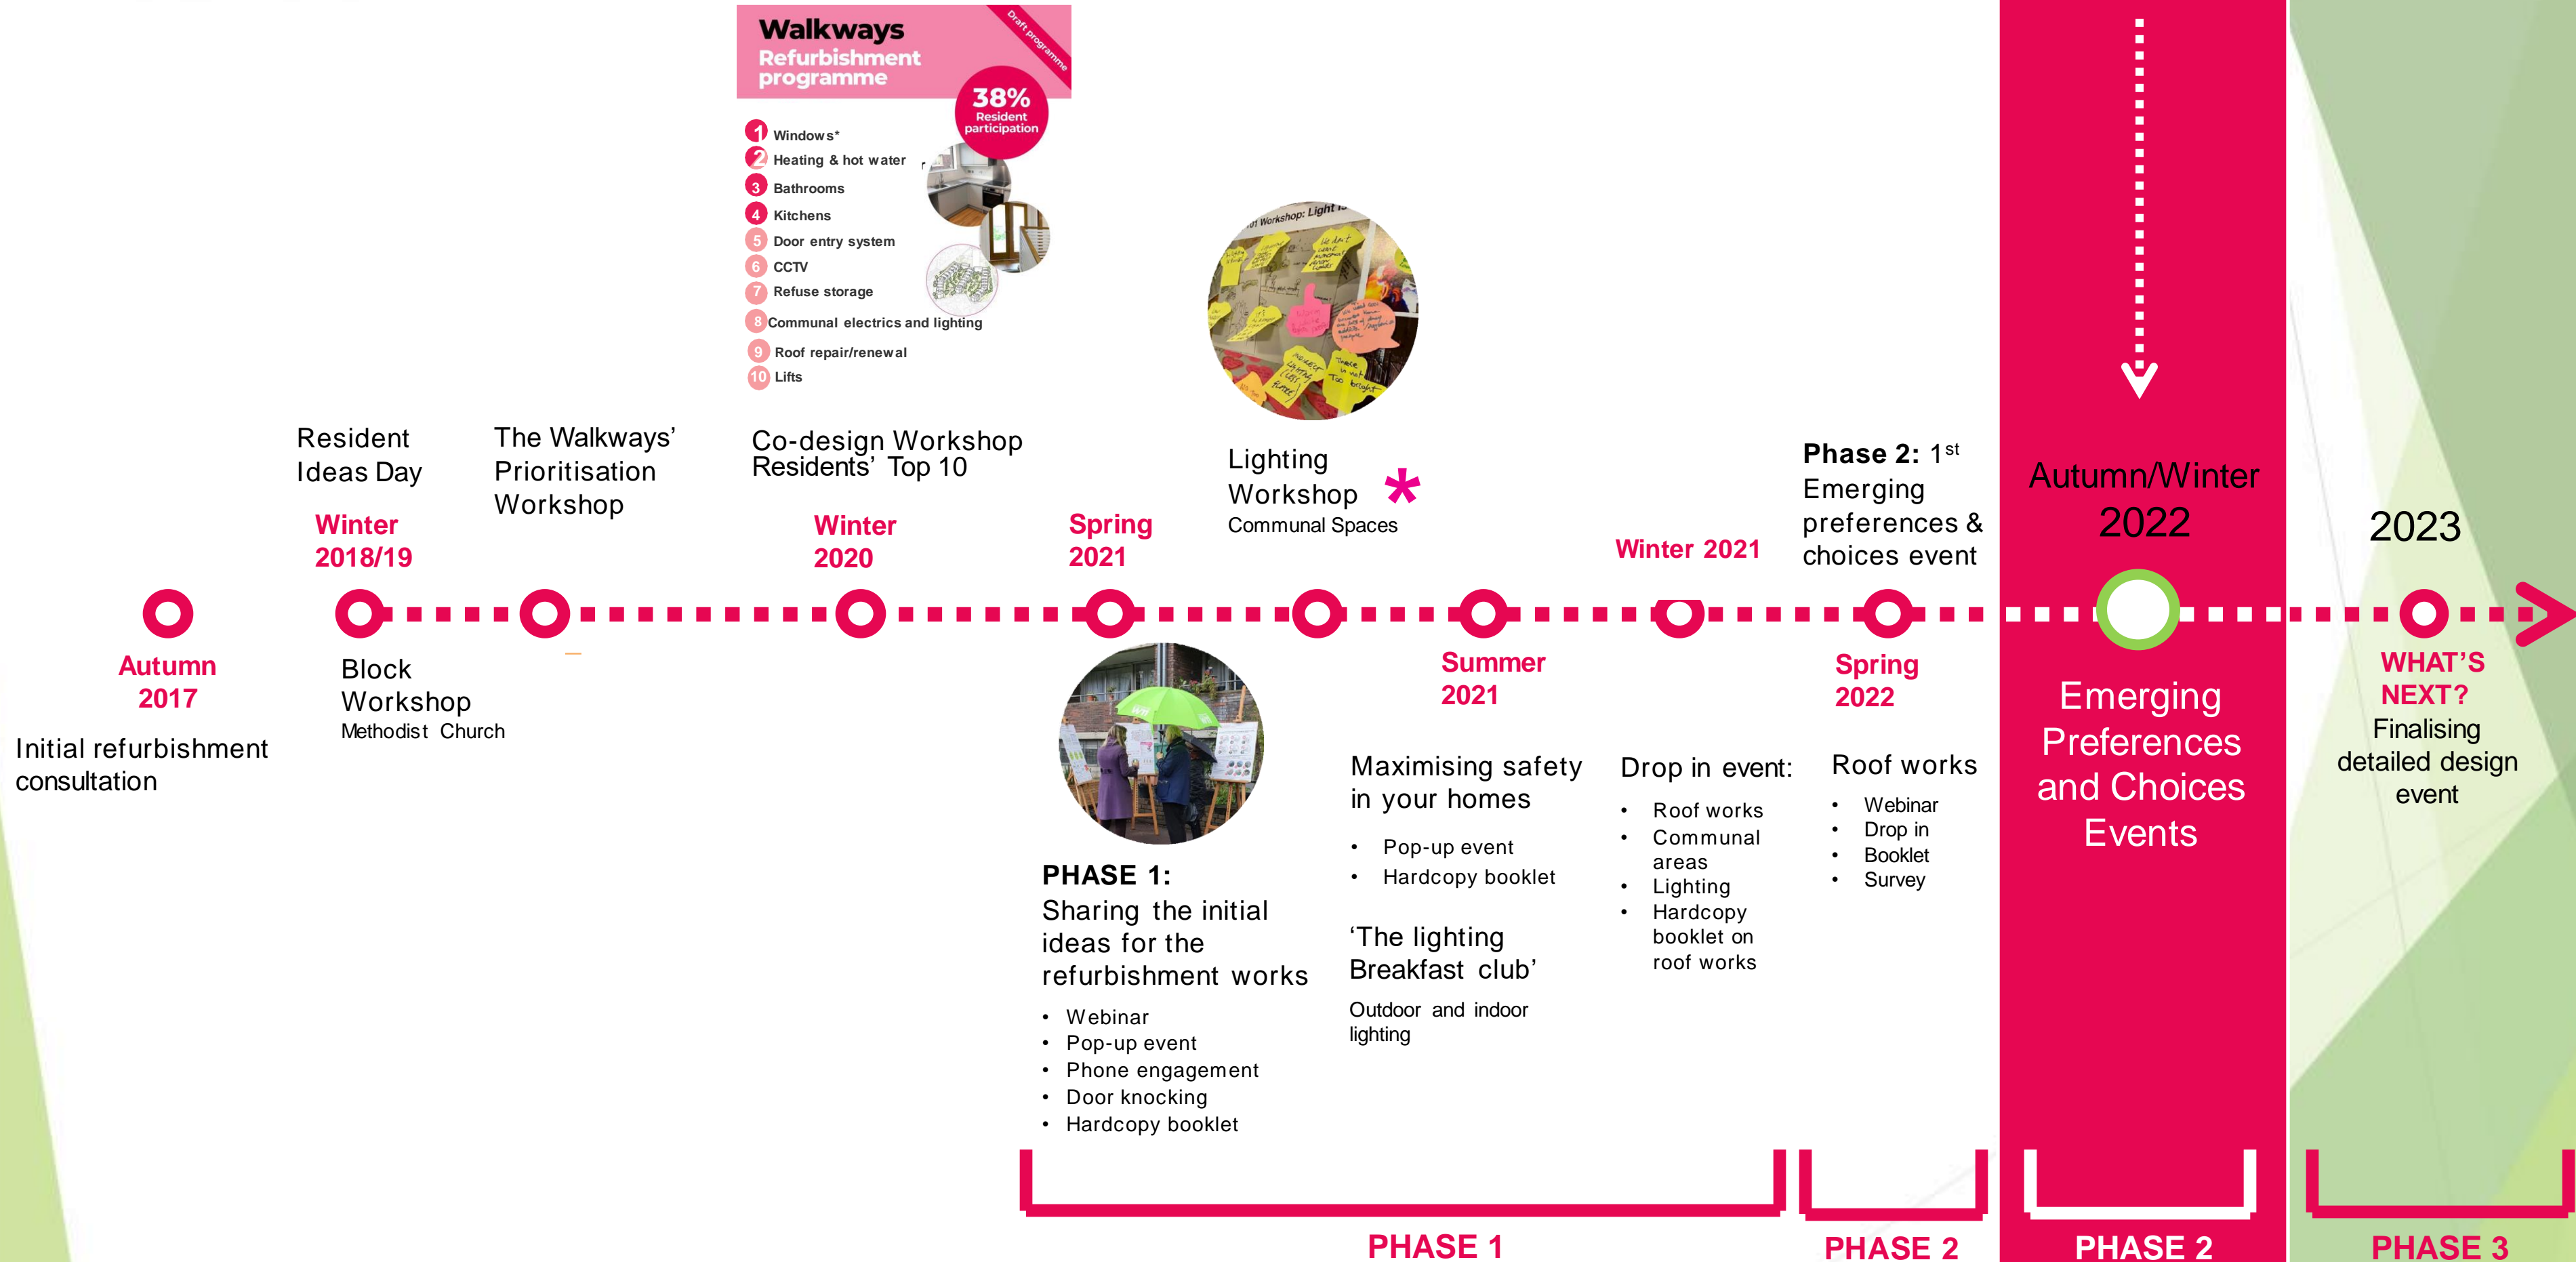 Walkways
Refurbishment
programme
Draft programme
38%
Resident
participation
1 Windows*
2 Heating & hot water
3 Bathrooms
4 Kitchens
5 Door entry system
6 CCTV
7 Refuse storage
8 Communal electrics and lighting
9 Roof repair/renewal
10 Lifts
Autumn
2017
Initial refurbishment
consultation
Resident
Ideas Day
Winter
2018/19
Block
Workshop
Methodist Church
The Walkways'
Prioritisation
Workshop
Co-design Workshop
Residents' Top 10
Winter
2020
Spring
2021
PHASE 1:
Sharing the initial
ideas for the
refurbishment works
• Webinar
• Pop-up event
• Phone engagement
• Door knocking
• Hardcopy booklet
Workshop: Light
Too bright
Lighting
Workshop *
Communal Spaces
Summer
2021
Maximising safety
in your homes
• Pop-up event
• Hardcopy booklet
‘The lighting
Breakfast club’
Outdoor and indoor
lighting
Winter 2021
Drop in event:
• Roof works
• Communal
areas
• Lighting
• Hardcopy
booklet on
roof works
Phase 2: 1st
Emerging
preferences &
choices event
Spring
2022
Roof works
• Webinar
• Drop in
• Booklet
• Survey
Autumn/Winter
2022
Emerging
Preferences
and Choices
Events
2023
WHAT'S
NEXT?
Finalising
detailed design
event
PHASE 1
PHASE 2
PHASE 2
PHASE 3